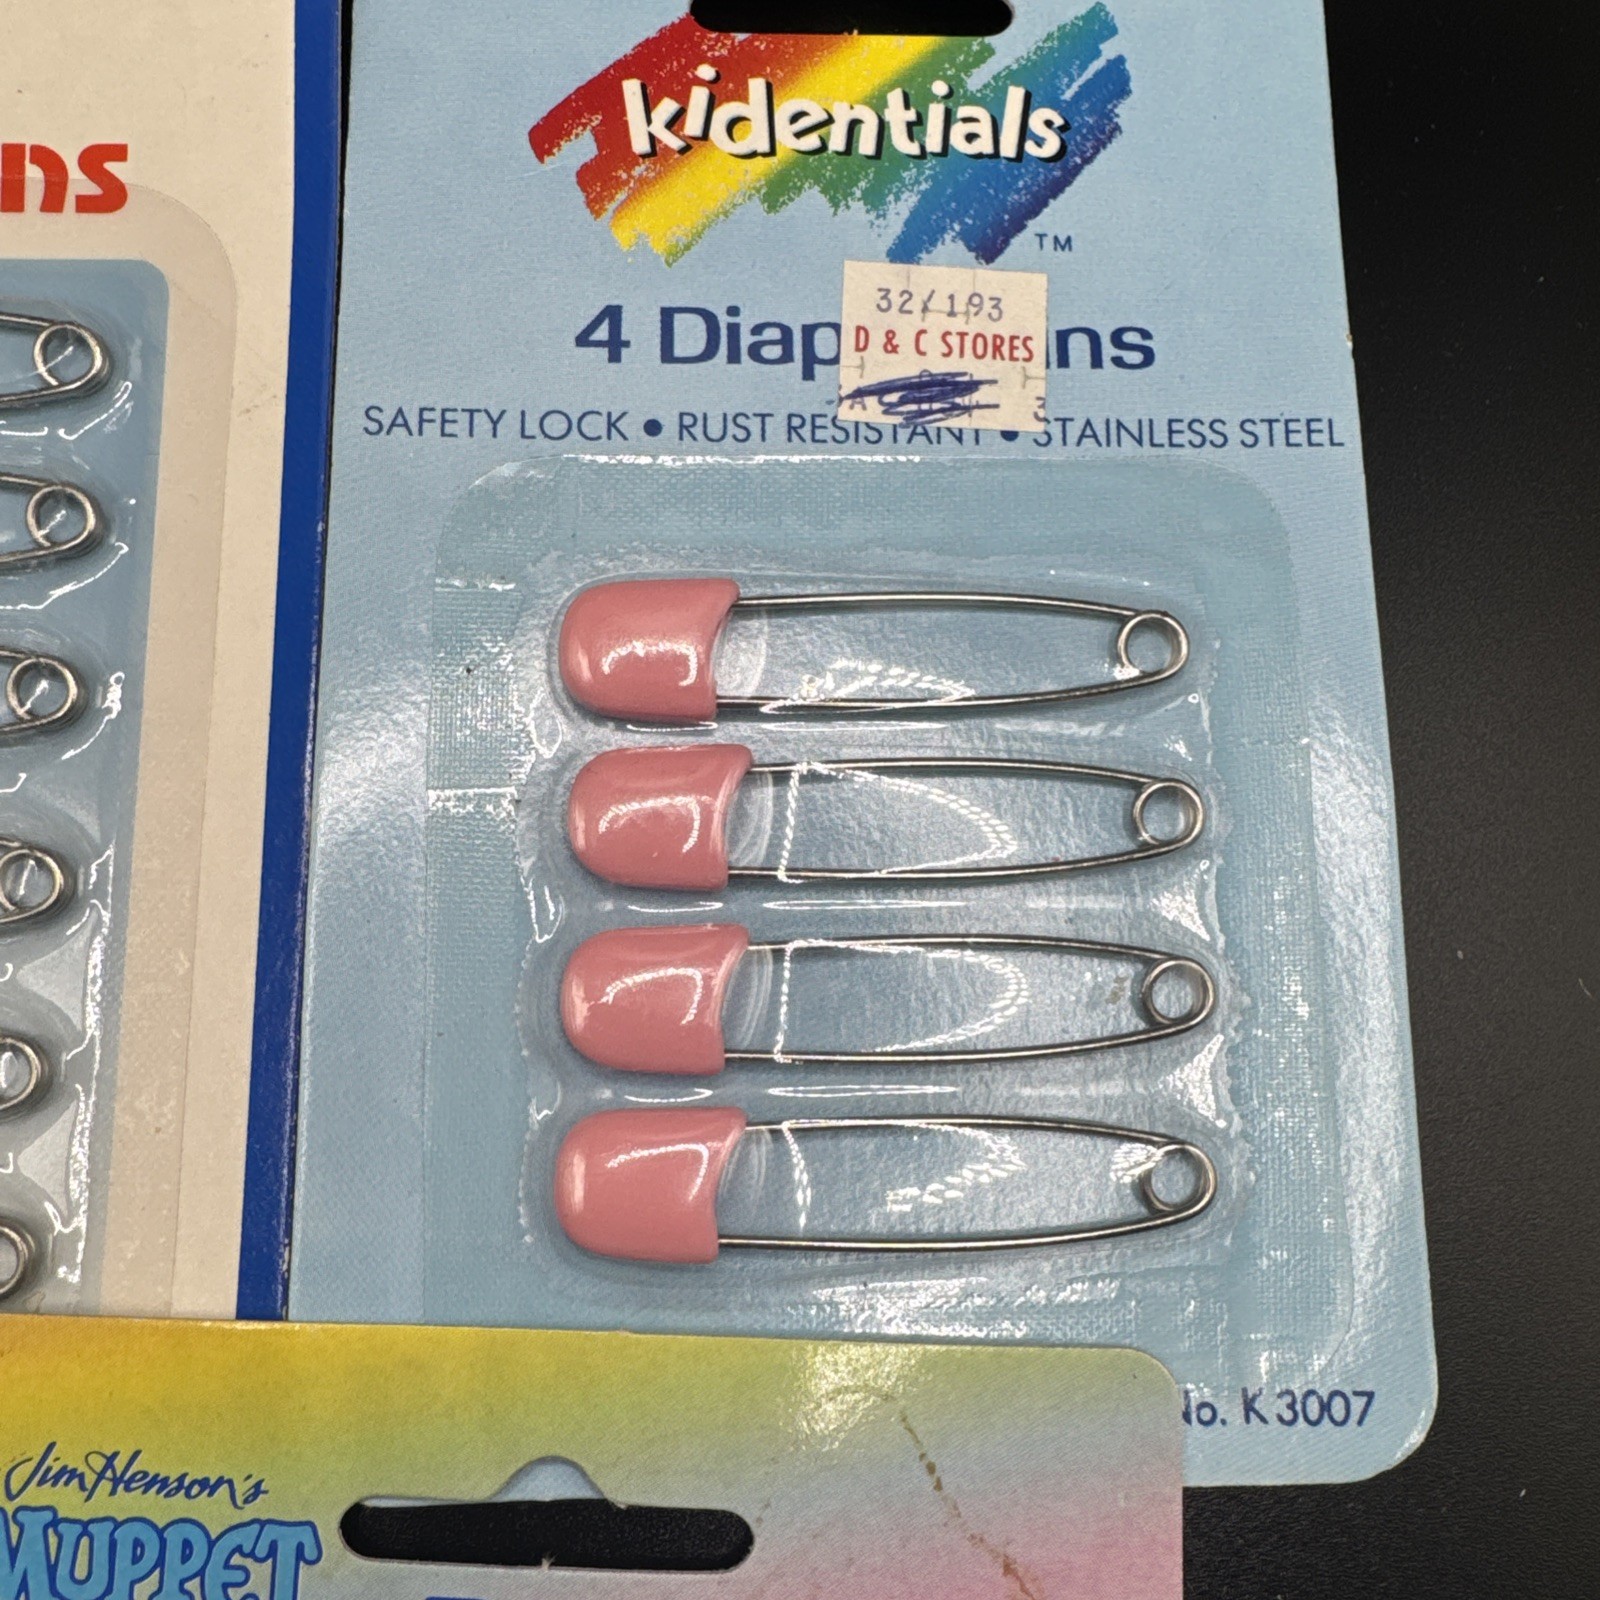 ns
kidentials
TM
32/193
D & C STORES
4 Diap ins
SAFETY LOCK • RUST RESISTANT • STAINLESS STEEL
No. K3007
Jim Henson's
MUPPET